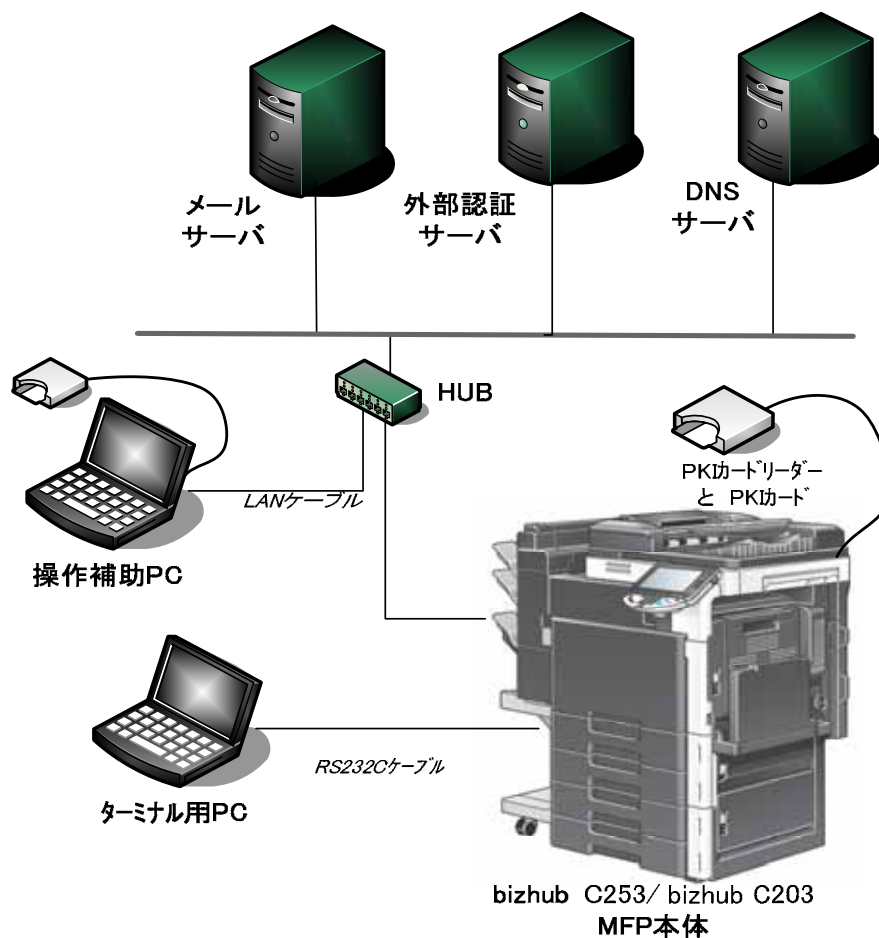 メール
サーバ
外部認証
サーバ
DNS
サーバ
HUB
LANケーブル
PKIｶｰﾄﾞﾘｰﾀﾞｰ
と PKIｶｰﾄﾞ
操作補助PC
RS232Cｹｰﾌﾞﾙ
ﾀｰﾐﾅﾙ用PC
bizhub C253/ bizhub C203
MFP本体